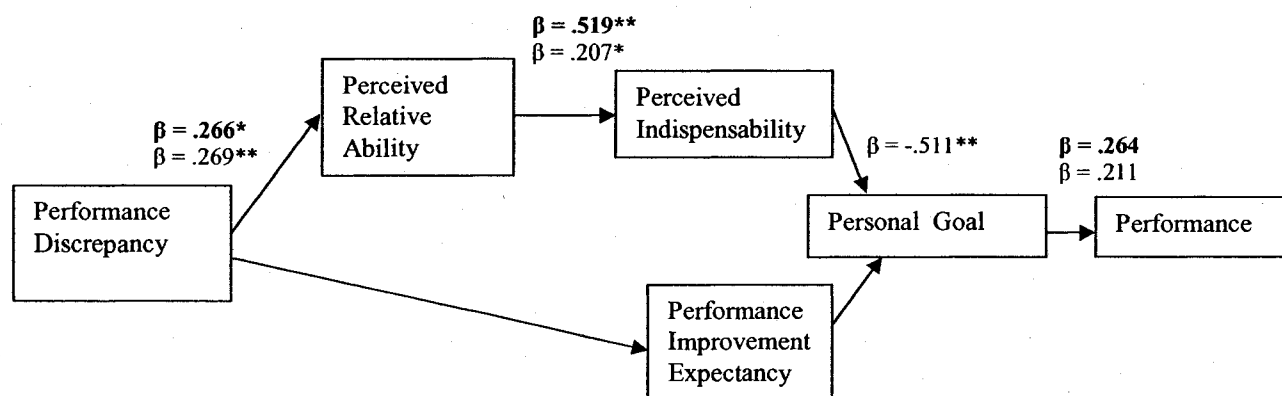 β = .519**
β = .207*
Perceived
Relative
Ability
Perceived
Indispensability
β = .266*
β = .269**
β = -.511**
β = .264
β = .211
Performance
Discrepancy
Personal Goal
Performance
Performance
Improvement
Expectancy